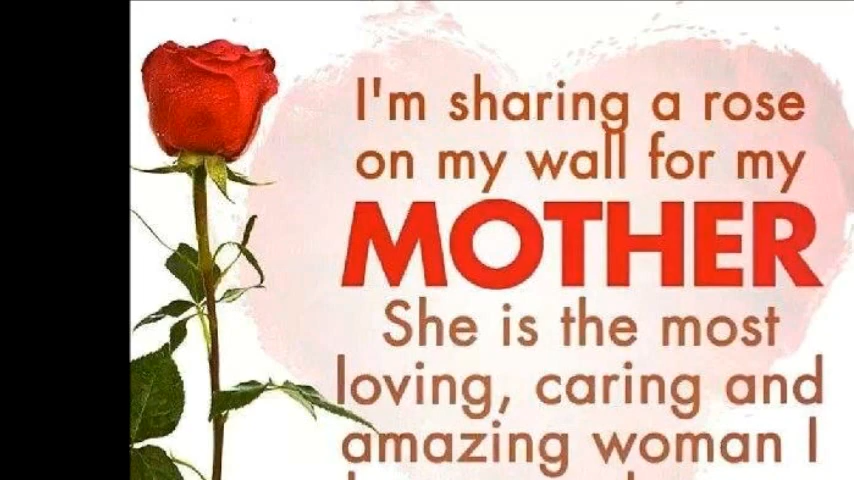 I'm sharing a rose
on my wall for my
MOTHER
She is the most
loving, caring and
amazing woman I